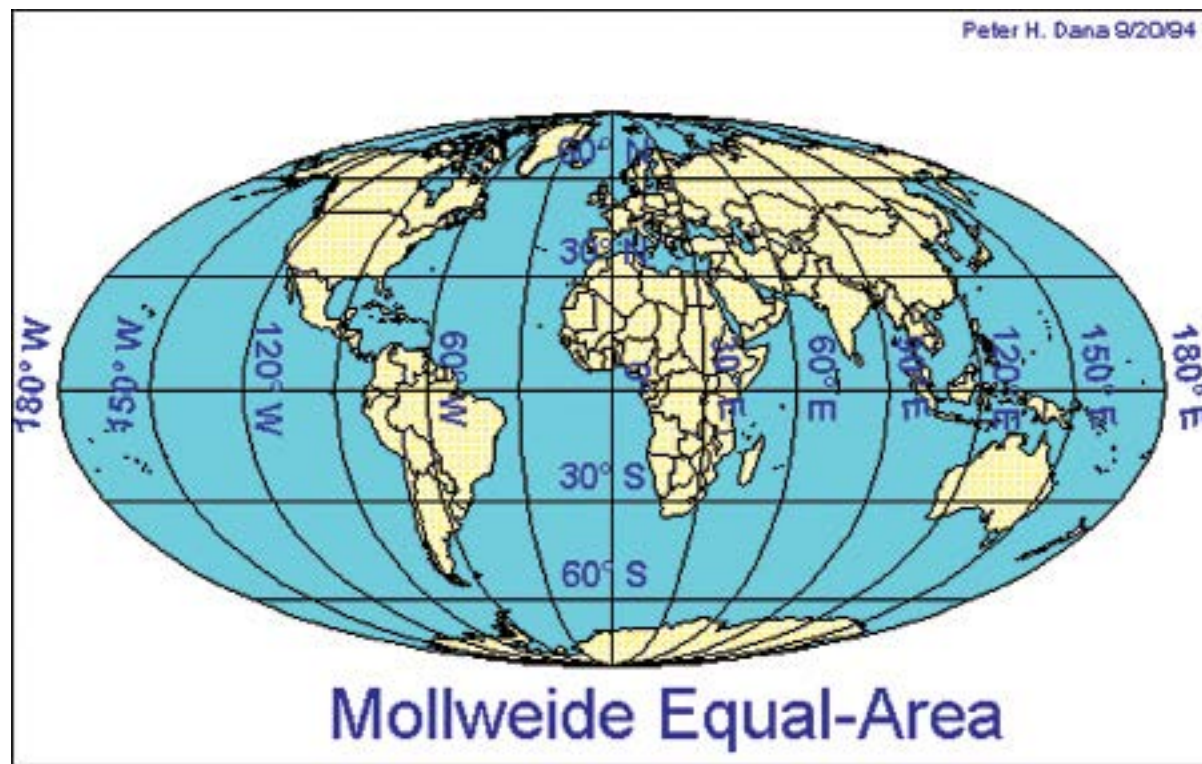 Peter H. Dana 9/20/94
60° N
30° N
180° W
150° W
120° W
60° W
0°
30° E
60° E
90° E
120° E
150° E
180° E
30° S
60° S
Mollweide Equal-Area